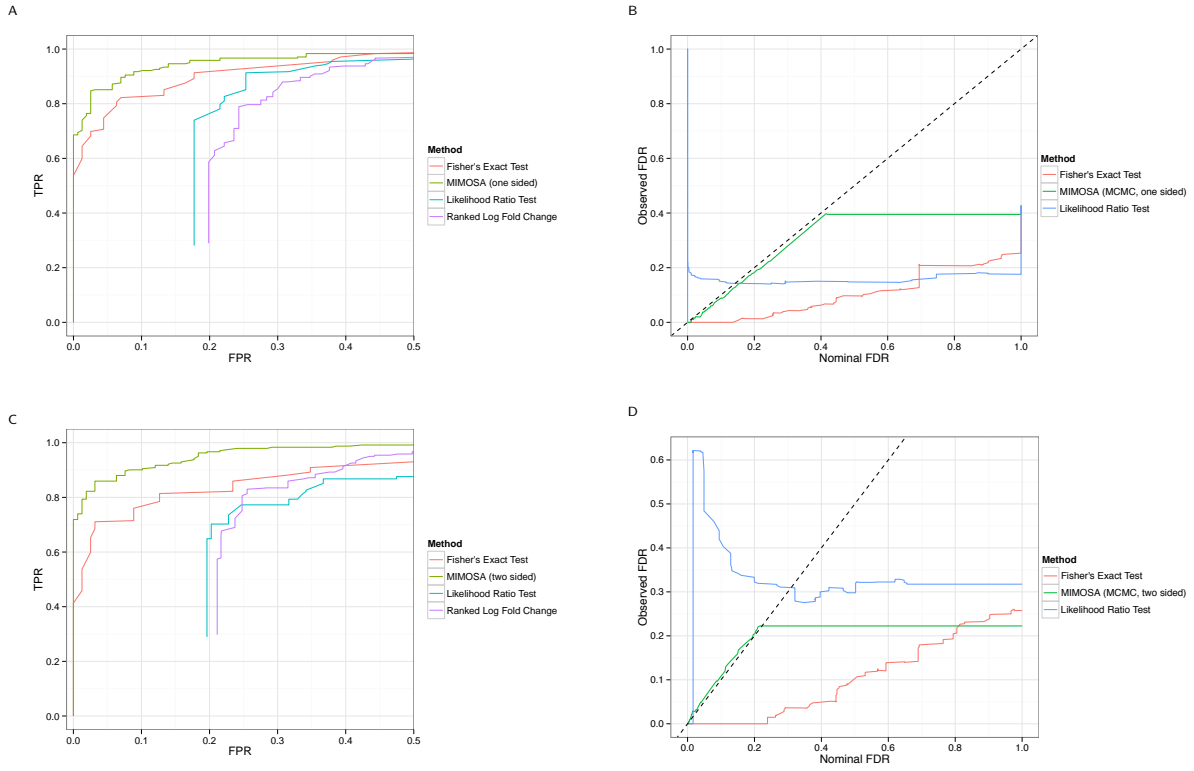 A
1.0
0.8
0.6
0.4
0.2
0.0
TPR
0.0
0.1
0.2
0.3
0.4
0.5
FPR
Method
Fisher's Exact Test
MIMOSA (one sided)
Likelihood Ratio Test
Ranked Log Fold Change
B
1.0
0.8
0.6
0.4
0.2
0.0
Observed FDR
0.0
0.2
0.4
0.6
0.8
1.0
Nominal FDR
Method
Fisher's Exact Test
MIMOSA (MCMC, one sided)
Likelihood Ratio Test
C
1.0
0.8
0.6
0.4
0.2
0.0
TPR
0.0
0.1
0.2
0.3
0.4
0.5
FPR
Method
Fisher's Exact Test
MIMOSA (two sided)
Likelihood Ratio Test
Ranked Log Fold Change
D
0.6
0.5
0.4
0.3
0.2
0.1
0.0
Observed FDR
0.0
0.2
0.4
0.6
0.8
1.0
Nominal FDR
Method
Fisher's Exact Test
MIMOSA (MCMC, two sided)
Likelihood Ratio Test